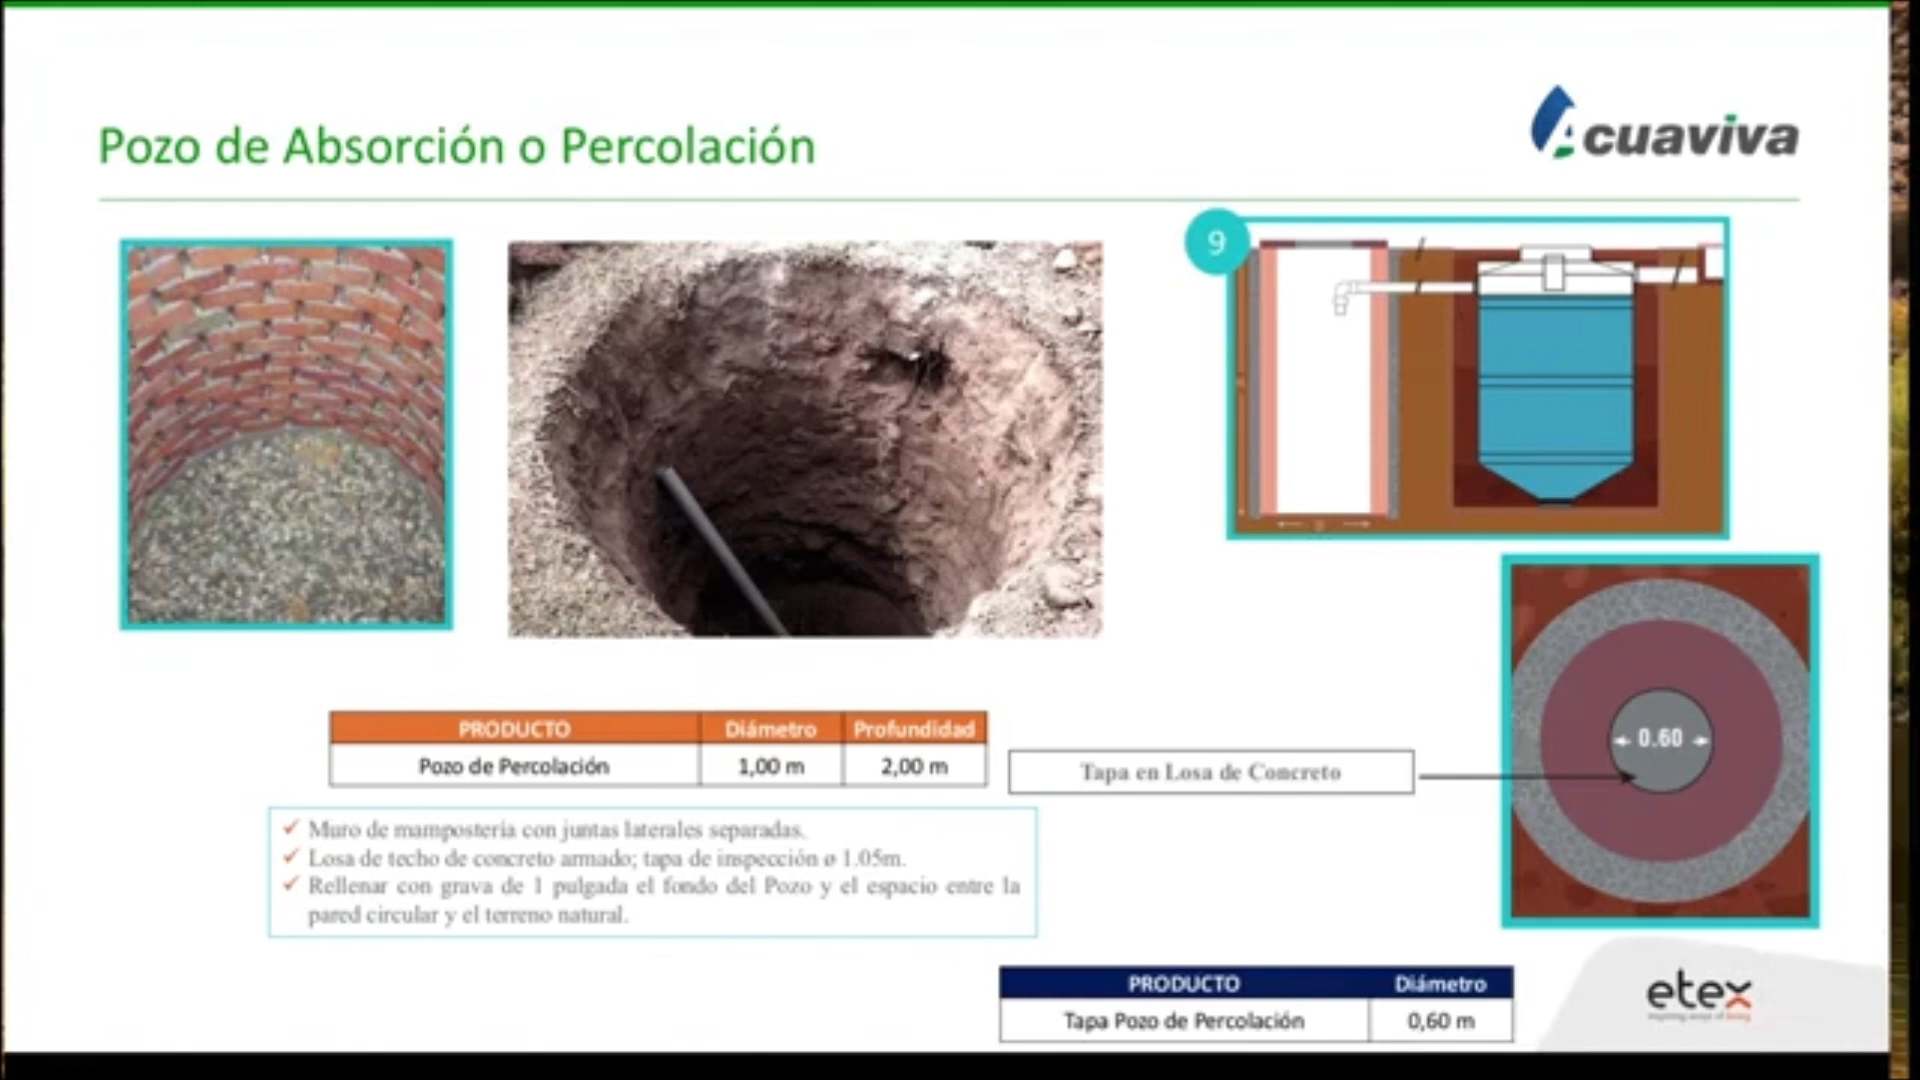 Pozo de Absorción o Percolación
Acuaviva
9
PRODUCTO Diámetro Profundidad
Pozo de Percolación 1,00 m 2,00 m
Tapa en Losa de Concreto
0.60
Muro de mampostería con juntas laterales separadas.
Losa de techo de concreto armado; tapa de inspección ø 1.05m.
Rellenar con grava de 1 pulgada el fondo del Pozo y el espacio entre la
pared circular y el terreno natural.
PRODUCTO Diámetro
Tapa Pozo de Percolación 0,60 m
etex